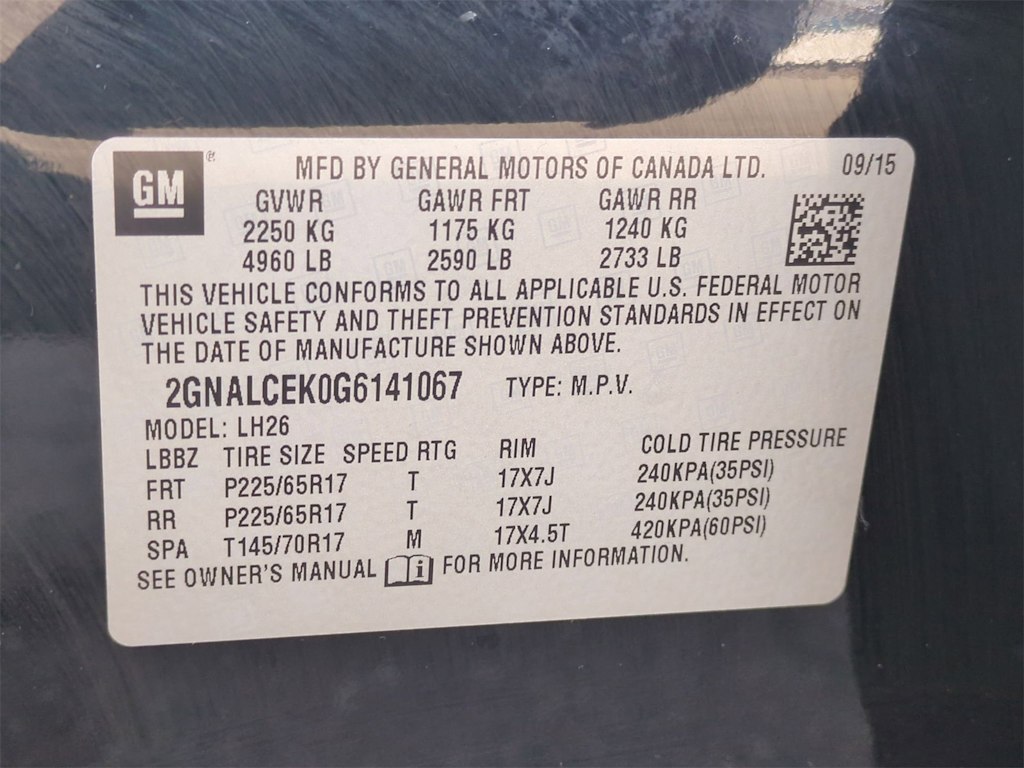 GM
MFD BY GENERAL MOTORS OF CANADA LTD. 09/15
GVWR GAWR FRT GAWR RR
2250 KG 1175 KG 1240 KG
4960 LB 2590 LB 2733 LB
THIS VEHICLE CONFORMS TO ALL APPLICABLE U.S. FEDERAL MOTOR
VEHICLE SAFETY AND THEFT PREVENTION STANDARDS IN EFFECT ON
THE DATE OF MANUFACTURE SHOWN ABOVE.
2GNALCEK0G6141067 TYPE: M.P.V.
MODEL: LH26
LBBZ TIRE SIZE SPEED RTG RIM COLD TIRE PRESSURE
FRT P225/65R17 T 17X7J 240KPA(35PSI)
RR P225/65R17 T 17X7J 240KPA(35PSI)
SPA T145/70R17 M 17X4.5T 420KPA(60PSI)
SEE OWNER'S MANUAL i FOR MORE INFORMATION.